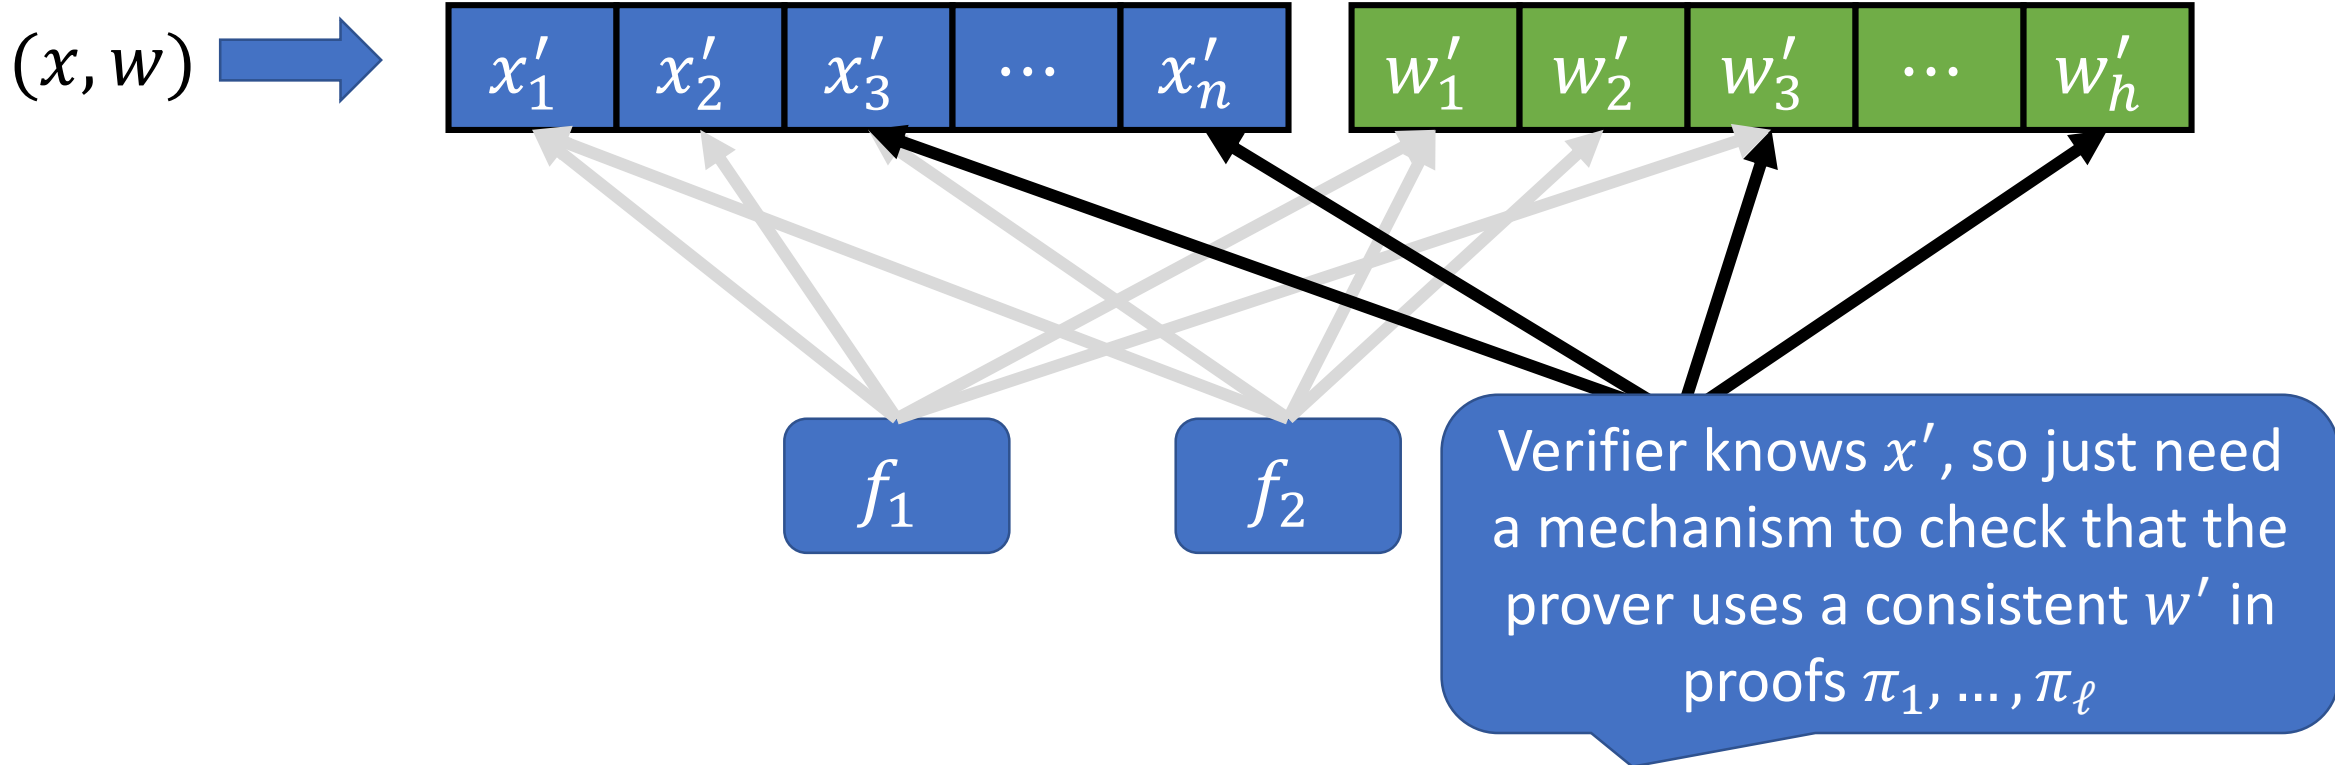 (x, w) x′₁ x′₂ x′₃ ⋯ x′ₙ w′₁ w′₂ w′₃ ⋯ w′ₕ
f₁ f₂
Verifier knows x′, so just need
a mechanism to check that the
prover uses a consistent w′ in
proofs π₁, … , π_ℓ